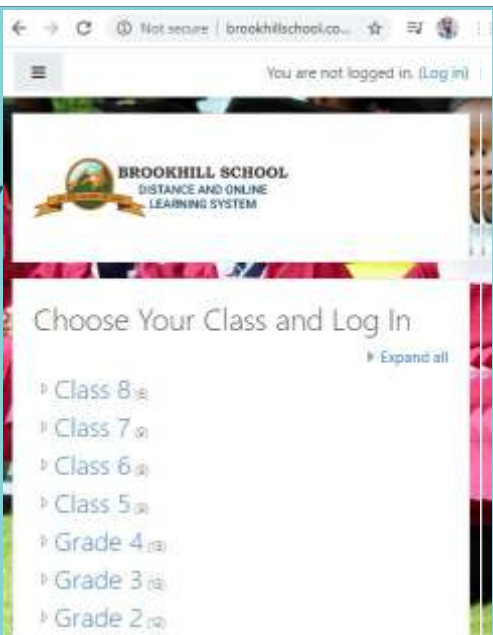 Not secure | brookhillschool.co...
You are not logged in. (Log in)
BROOKHILL SCHOOL
DISTANCE AND ONLINE
LEARNING SYSTEM
Choose Your Class and Log In
Expand all
Class 8
Class 7
Class 6
Class 5
Grade 4 (13)
Grade 3
Grade 2 (12)